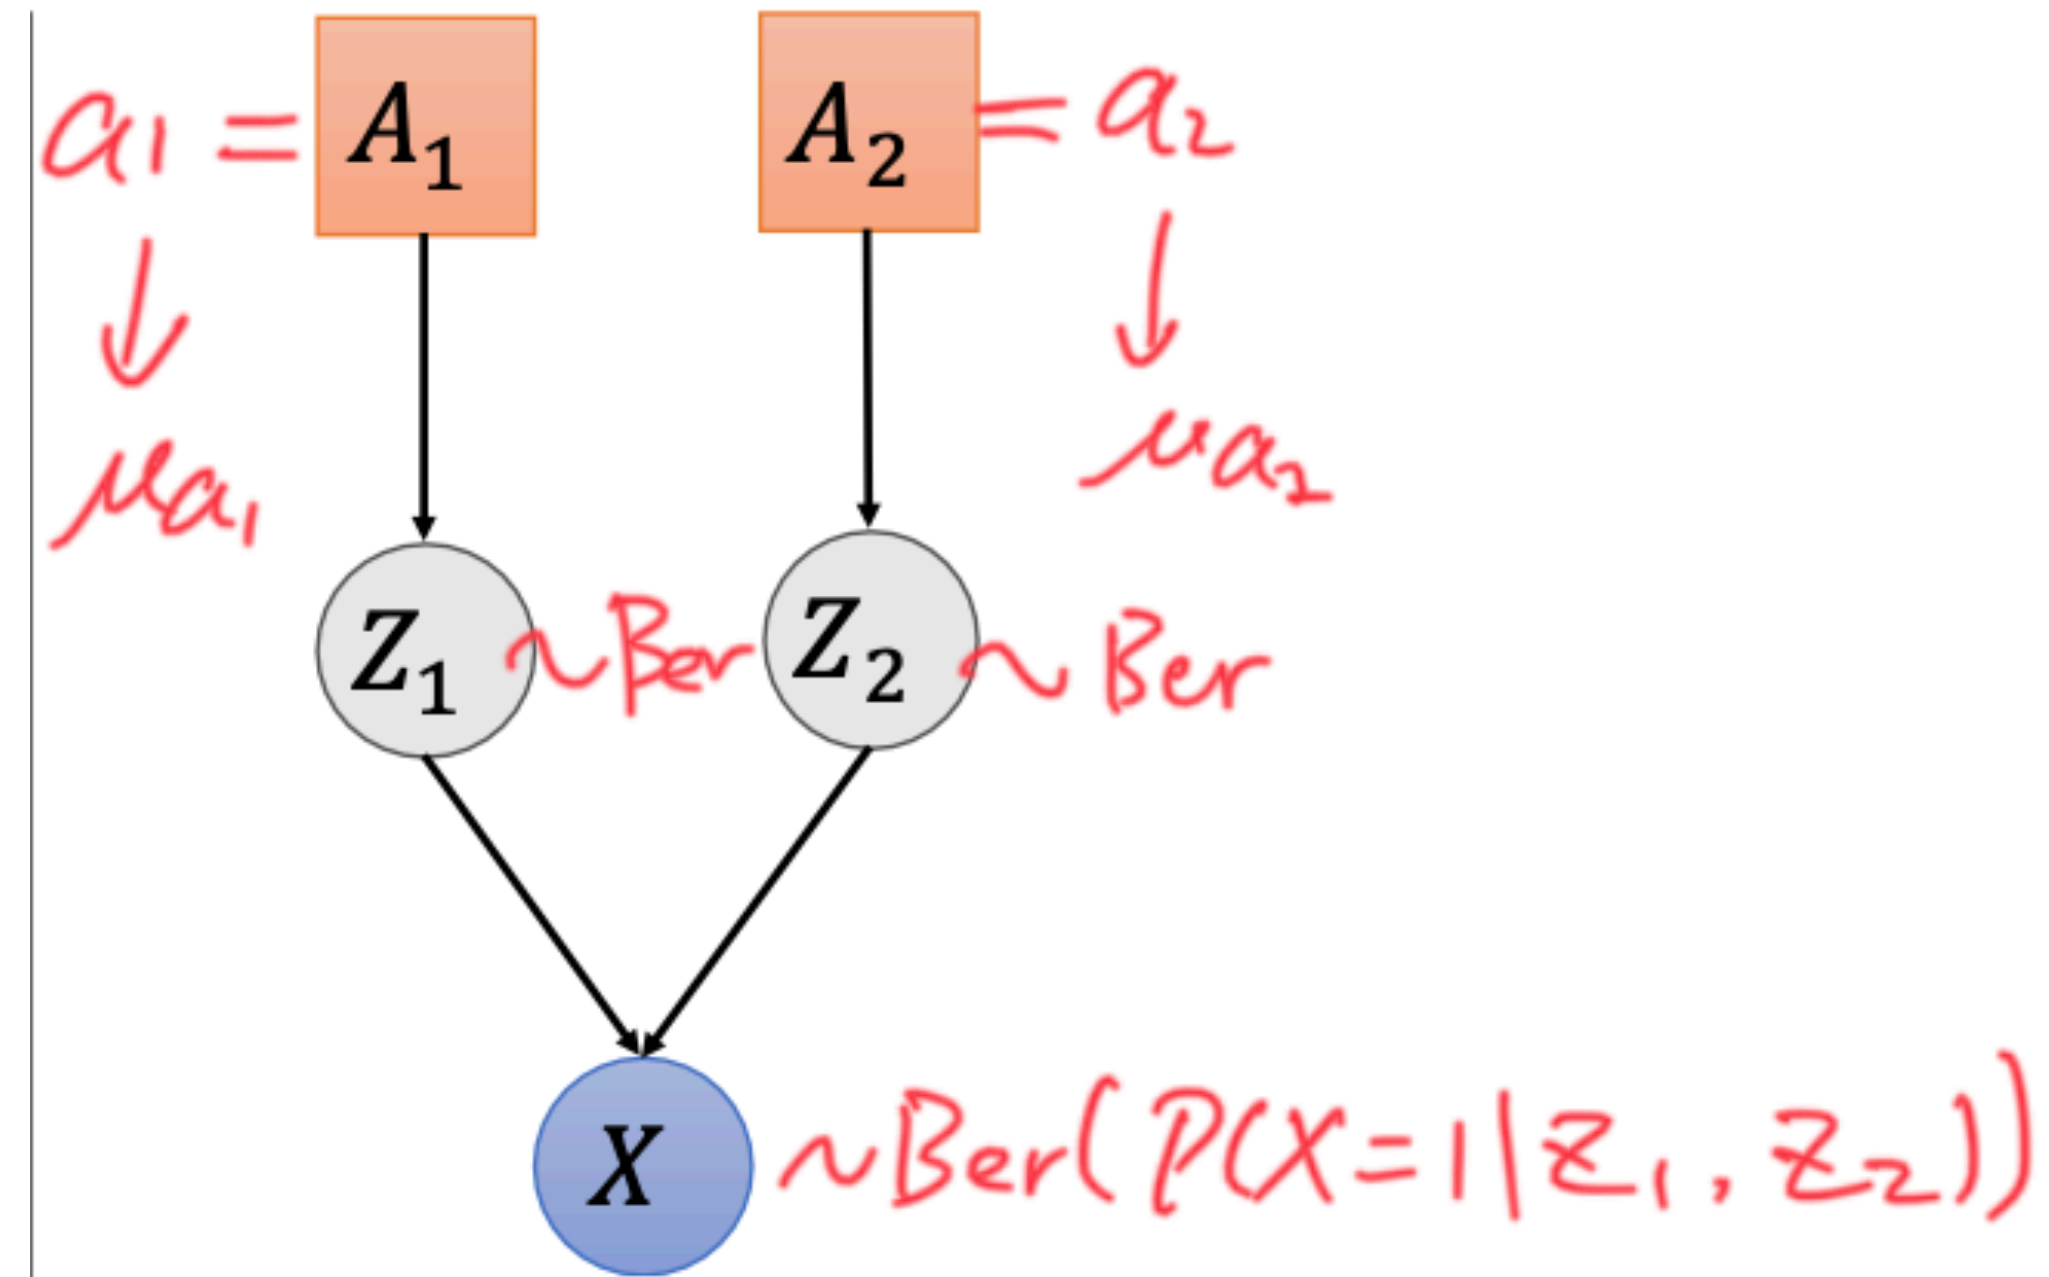 a1 = A1 A2 = a2
μa1 μa2
Z1 ~Ber Z2 ~Ber
X ~Ber(P(X=1|Z1, Z2))